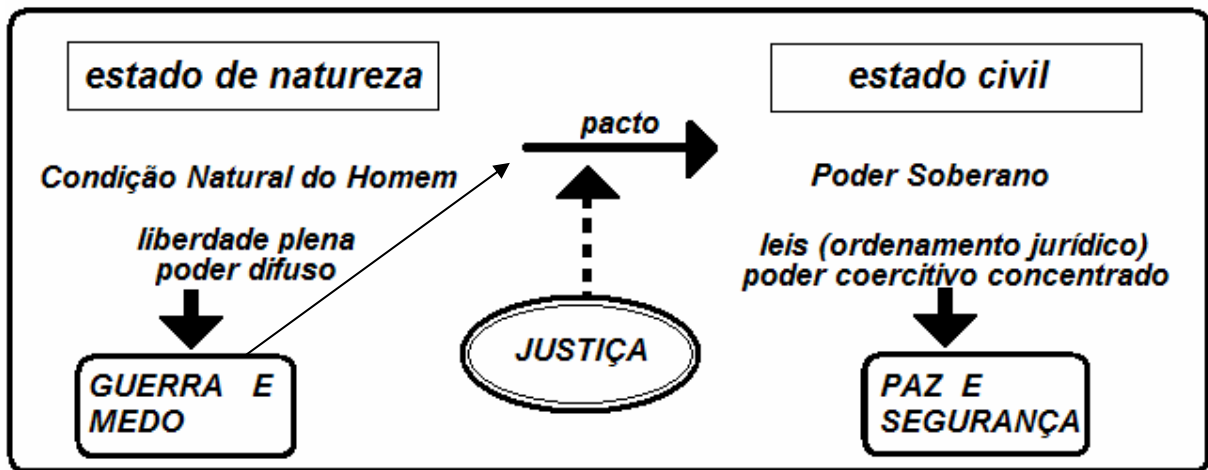 estado de natureza
Condição Natural do Homem
liberdade plena
poder difuso
GUERRA E
MEDO
pacto
JUSTIÇA
estado civil
Poder Soberano
leis (ordenamento jurídico)
poder coercitivo concentrado
PAZ E
SEGURANÇA